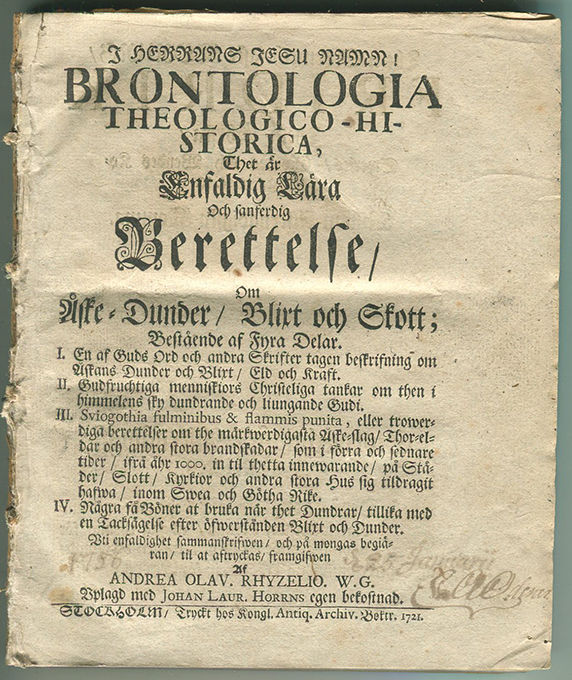 J HERRANS JESU NAMN!
BRONTOLOGIA
THEOLOGICO-HI-
STORICA,
Thet är
Enfaldig Lära
Och sanferdig
Berettelse/
Om
Åske-Dunder/ Blixt och Skott;
Bestående af Fyra Delar.
I. En af Guds Ord och andra Skrifter tagen beskrifning om
Åskans Dunder och Blixt/ Eld och Kraft.
II. Gudfruchtiga menniskiors Christeliga tankar om then i
himmelens sky dundrande och liungande Gudi.
III. Sviogothia fulminibus & flammis punita, eller trower-
diga berettelser om the märkwerdigasta Åske-slag/ Thor-el-
dar och andra stora brandskadar/ som i förra och sednare
tider/ ifrå åhr 1000. in til thetta innewarande/ på Stä-
der/ Slott/ Kyrkior och andra stora Hus sig tildragit
hafwa/ inom Swea och Götha Rike.
IV. Några få Böner at bruka när thet Dundrar/ tillika med
en Tacksägelse efter öfwerstånden Blixt och Dunder.
Uti enfaldighet sammanskrifwen/ och på mongas begiä-
ran/ til at aftryckas/ framgifwen
Af
ANDREA OLAV. RHYZELIO. W. G.
Uplagd med JOHAN LAUR. HORRNS egen bekostnad.
STOCKHOLM/ Tryckt hos Kongl. Antiq. Archiv. Boktr. 1721.